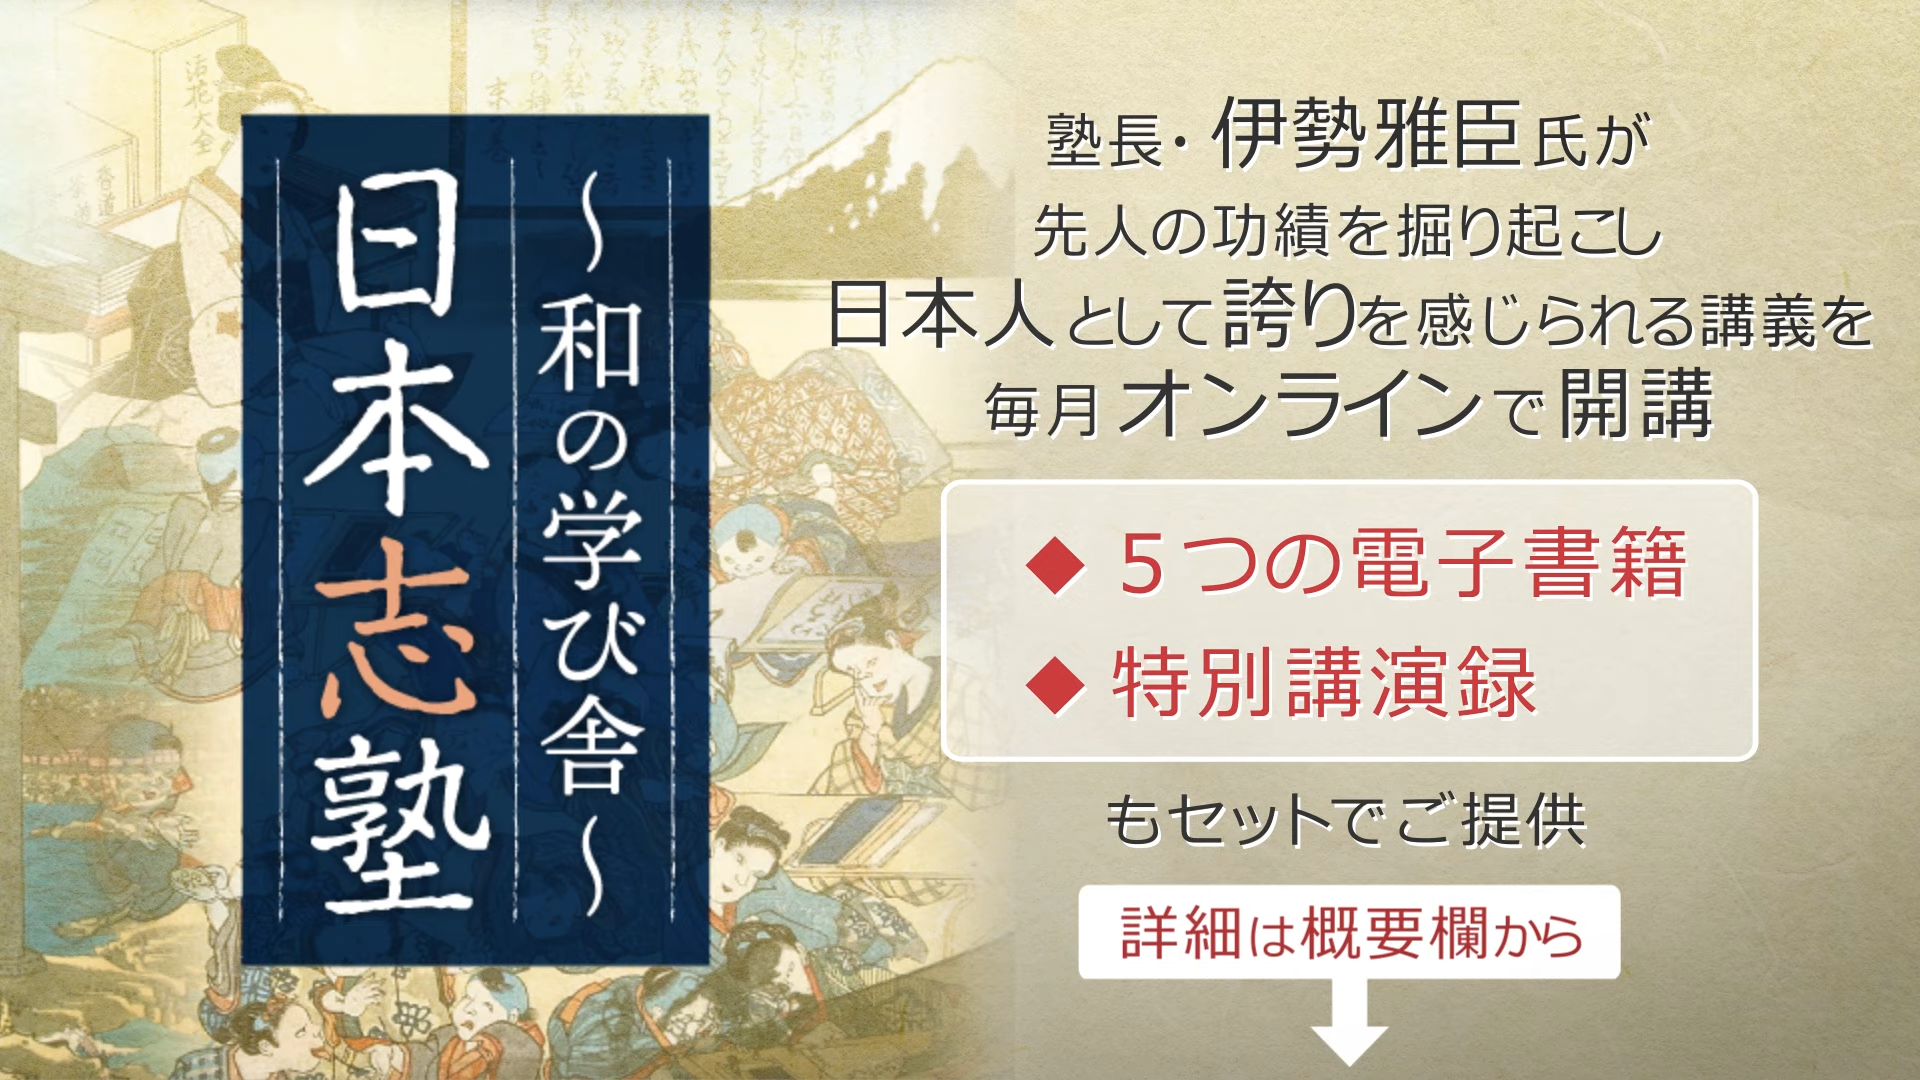 日本志塾
～和の学び舎～
塾長・伊勢雅臣氏が
先人の功績を掘り起こし
日本人として誇りを感じられる講義を
毎月オンラインで開講
◆ 5つの電子書籍
◆ 特別講演録
もセットでご提供
詳細は概要欄から